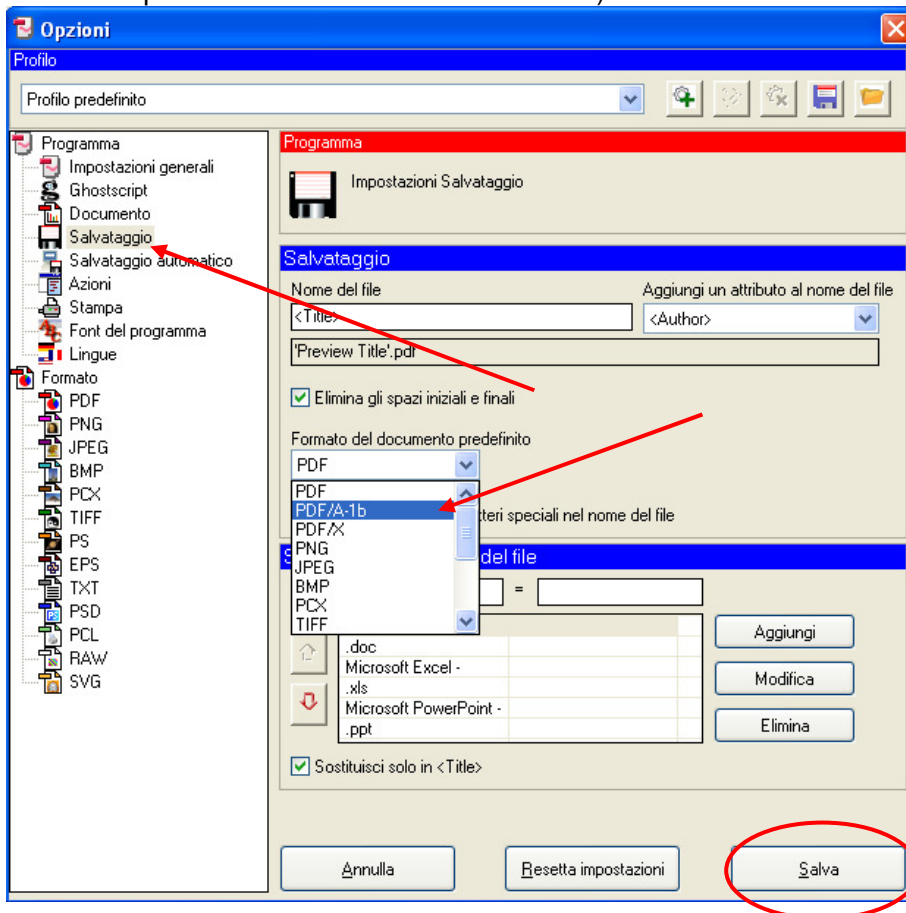 Opzioni
Profilo
Profilo predefinito
Programma
Impostazioni generali
Ghostscript
Documento
Salvataggio
Salvataggio automatico
Azioni
Stampa
Font del programma
Lingue
Formato
PDF
PNG
JPEG
BMP
PCX
TIFF
PS
EPS
TXT
PSD
PCL
RAW
SVG
Programma
Impostazioni Salvataggio
Salvataggio
Nome del file
Aggiungi un attributo al nome del file
<Title>
<Author>
'Preview Title'.pdf
Elimina gli spazi iniziali e finali
Formato del documento predefinito
PDF
PDF
PDF/A-1b
PDF/X
PNG
JPEG
BMP
PCX
TIFF
tteri speciali nel nome del file
del file
=
.doc
Microsoft Excel -
.xls
Microsoft PowerPoint -
.ppt
Aggiungi
Modifica
Elimina
Sostituisci solo in <Title>
Annulla
Resetta impostazioni
Salva